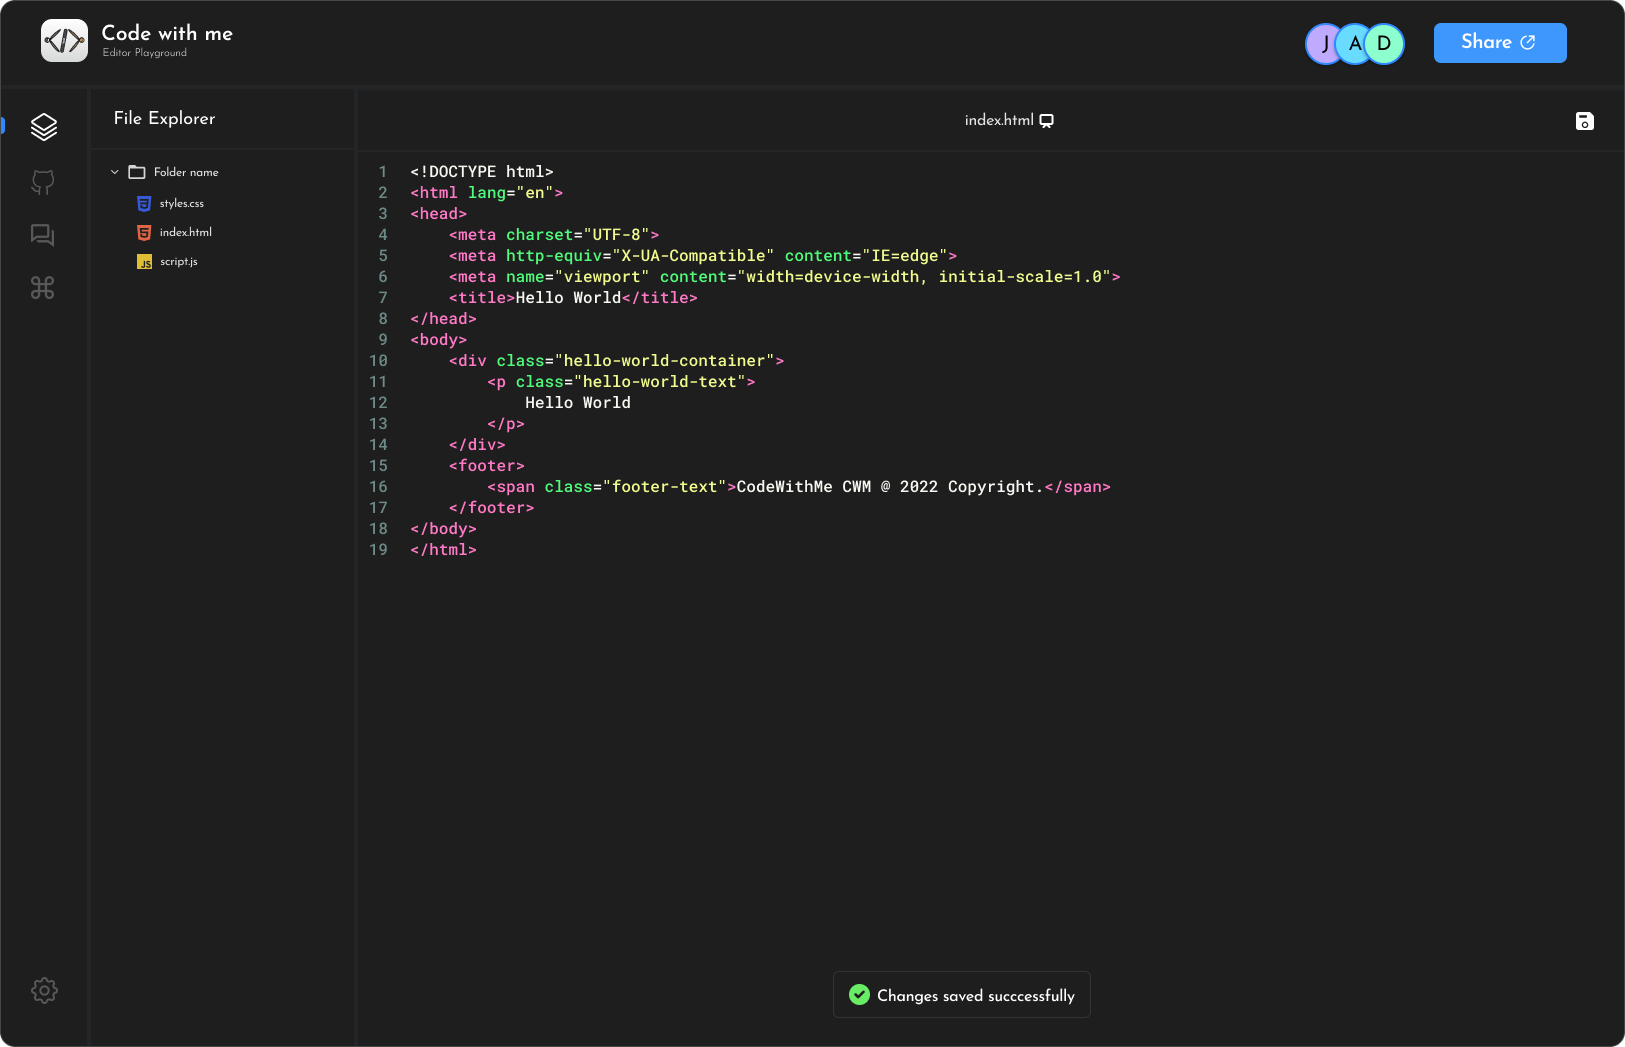 Code with me
Editor Playground
J A D
Share
File Explorer
index.html
Folder name
styles.css
index.html
script.js
JS
1 <!DOCTYPE html>
2 <html lang="en">
3 <head>
4     <meta charset="UTF-8">
5     <meta http-equiv="X-UA-Compatible" content="IE=edge">
6     <meta name="viewport" content="width=device-width, initial-scale=1.0">
7     <title>Hello World</title>
8 </head>
9 <body>
10     <div class="hello-world-container">
11         <p class="hello-world-text">
12             Hello World
13         </p>
14     </div>
15     <footer>
16         <span class="footer-text">CodeWithMe CWM @ 2022 Copyright.</span>
17     </footer>
18 </body>
19 </html>
Changes saved succcessfully